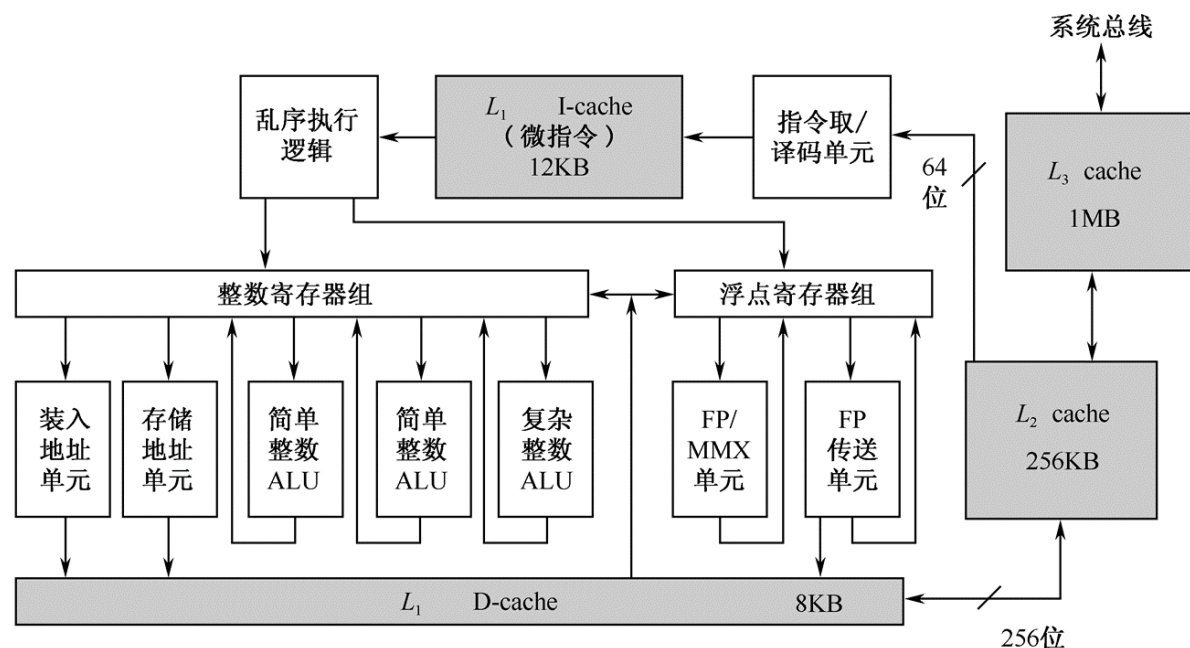 系统总线
乱序执行
逻辑
L₁ I-cache
（微指令）
12KB
指令取/
译码单元
64
位
L₃ cache
1MB
整数寄存器组
浮点寄存器组
装入
地址
单元
存储
地址
单元
简单
整数
ALU
简单
整数
ALU
复杂
整数
ALU
FP/
MMX
单元
FP
传送
单元
L₂ cache
256KB
L₁ D-cache 8KB
256位